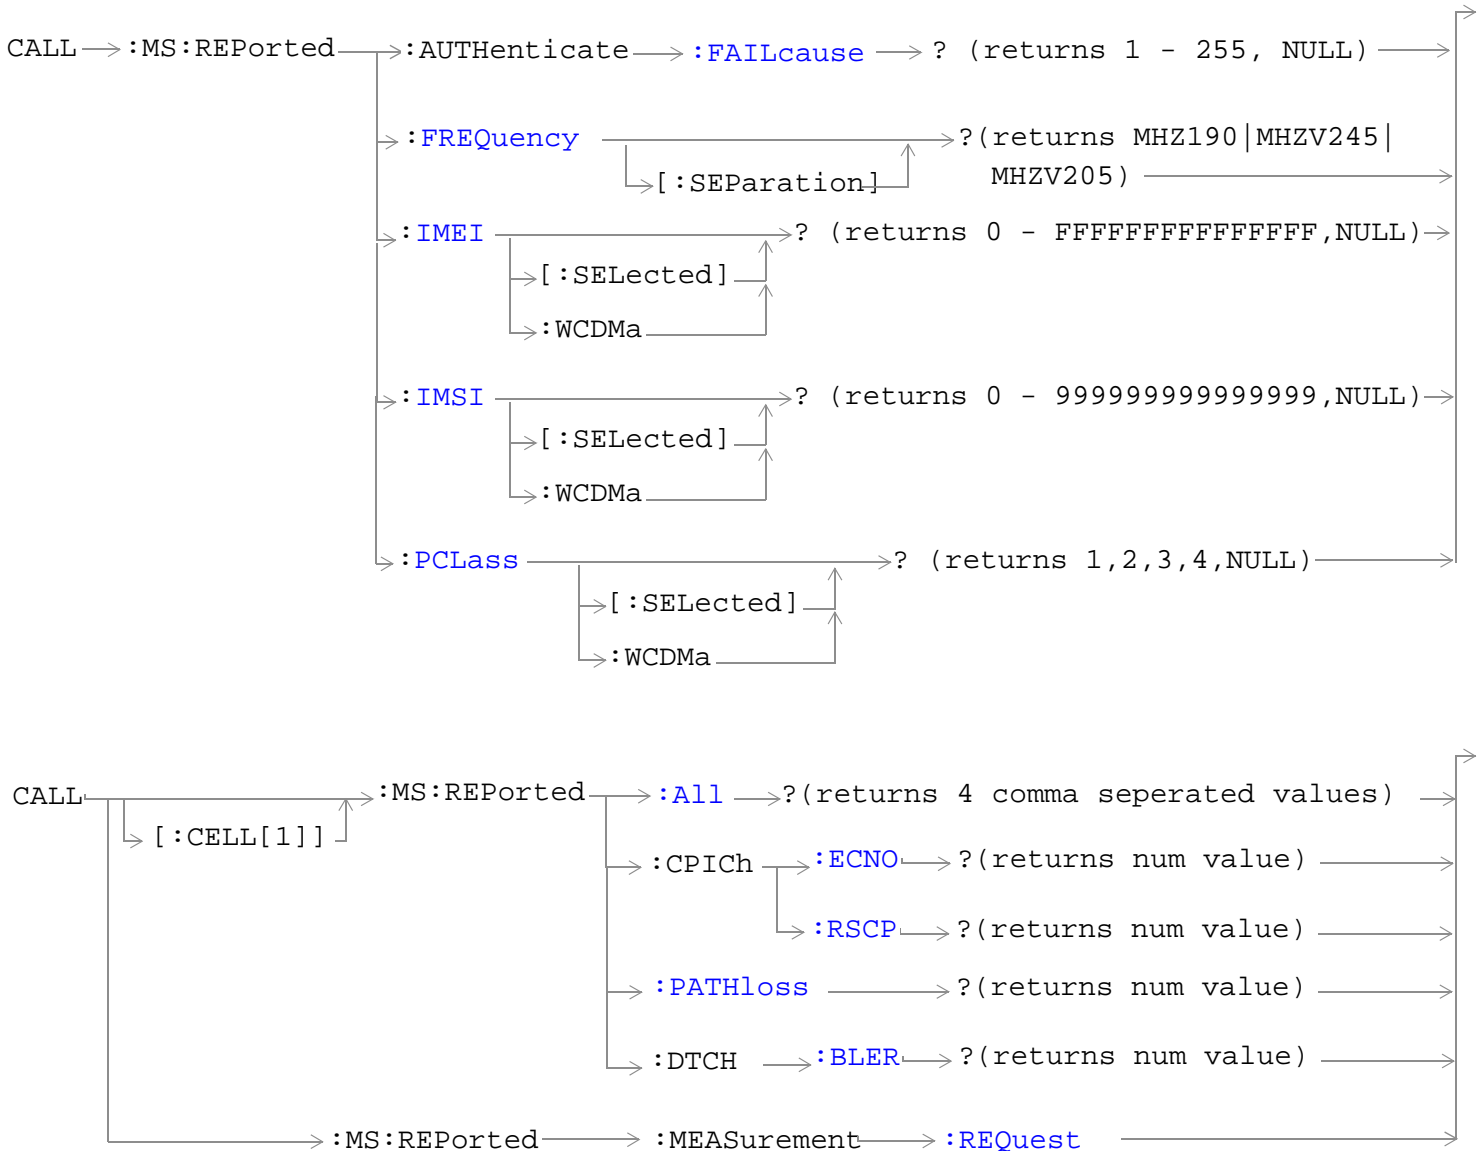 CALL :MS:REPorted :AUTHenticate :FAILcause ? (returns 1 - 255, NULL)
:FREQuency ?(returns MHZ190|MHZV245|
[:SEParation] MHZV205)
:IMEI ? (returns 0 - FFFFFFFFFFFFFFF,NULL)
[:SELected]
:WCDMa
:IMSI ? (returns 0 - 999999999999999,NULL)
[:SELected]
:WCDMa
:PCLass ? (returns 1,2,3,4,NULL)
[:SELected]
:WCDMa
CALL :MS:REPorted :All ?(returns 4 comma seperated values)
[:CELL[1]]
:CPICh :ECNO ?(returns num value)
:RSCP ?(returns num value)
:PATHloss ?(returns num value)
:DTCH :BLER ?(returns num value)
:MS:REPorted :MEASurement :REQuest